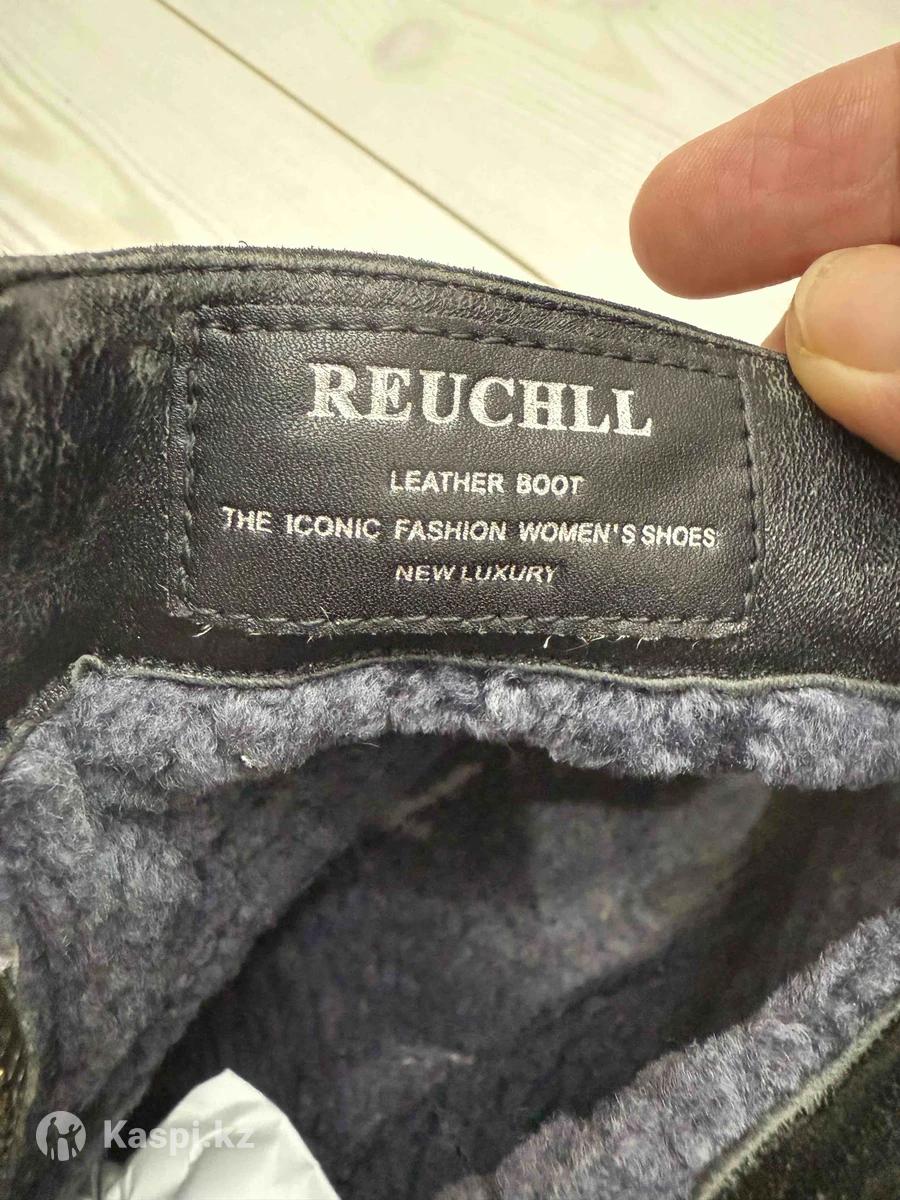 REUCHLL
LEATHER BOOT
THE ICONIC FASHION WOMEN'S SHOES
NEW LUXURY
Kaspi.kz